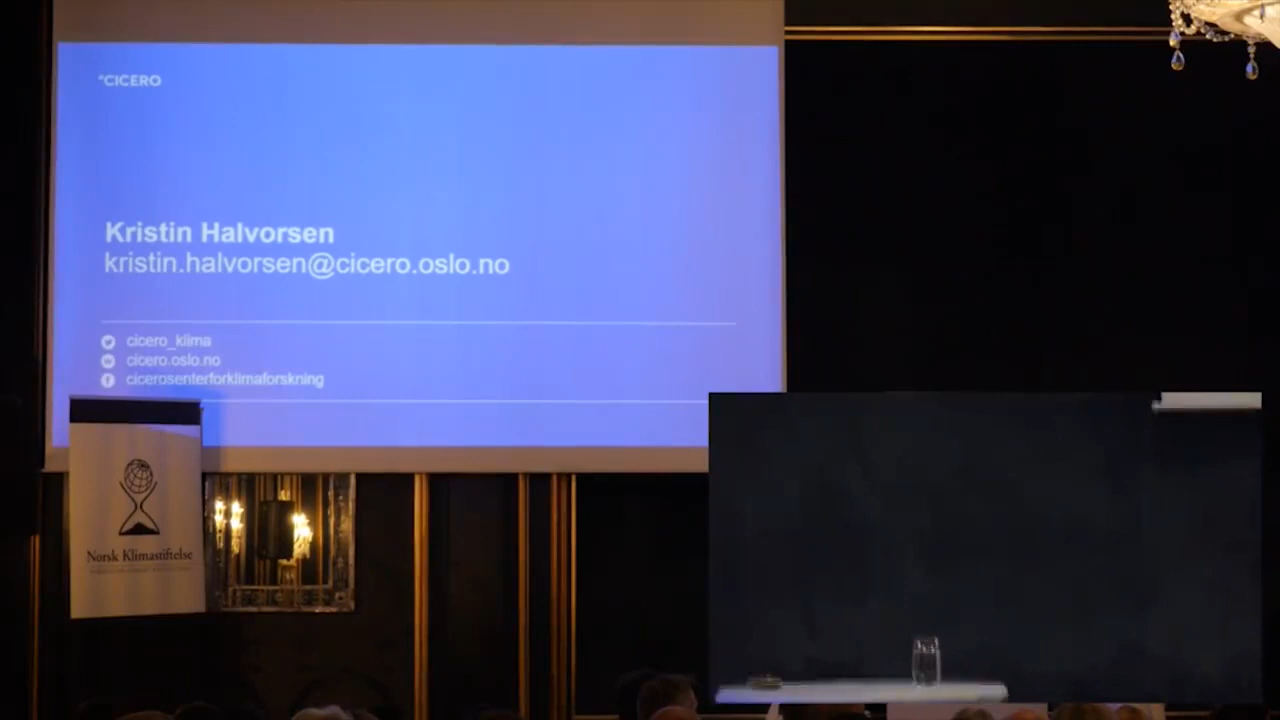 °CICERO
Kristin Halvorsen
kristin.halvorsen@cicero.oslo.no
cicero_klima
cicero.oslo.no
cicerosenterforklimaforskning
Norsk Klimastiftelse